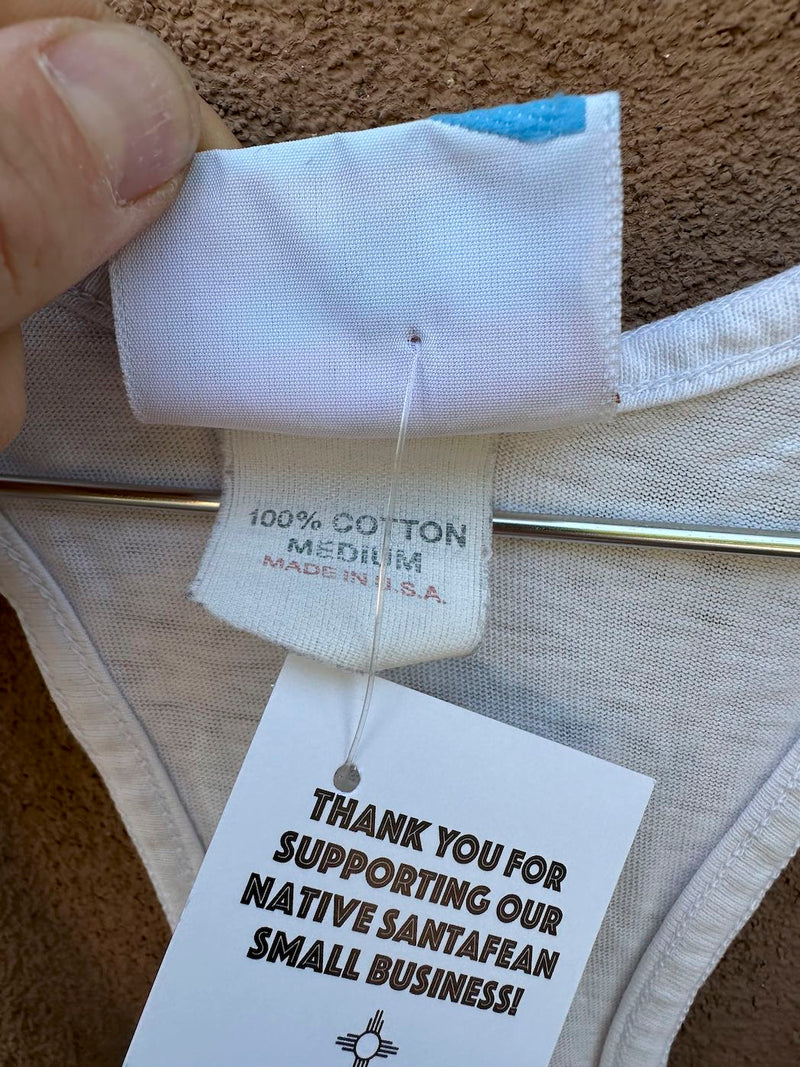 100% COTTON
MEDIUM
MADE IN U.S.A.
THANK YOU FOR
SUPPORTING OUR
NATIVE SANTAFEAN
SMALL BUSINESS!